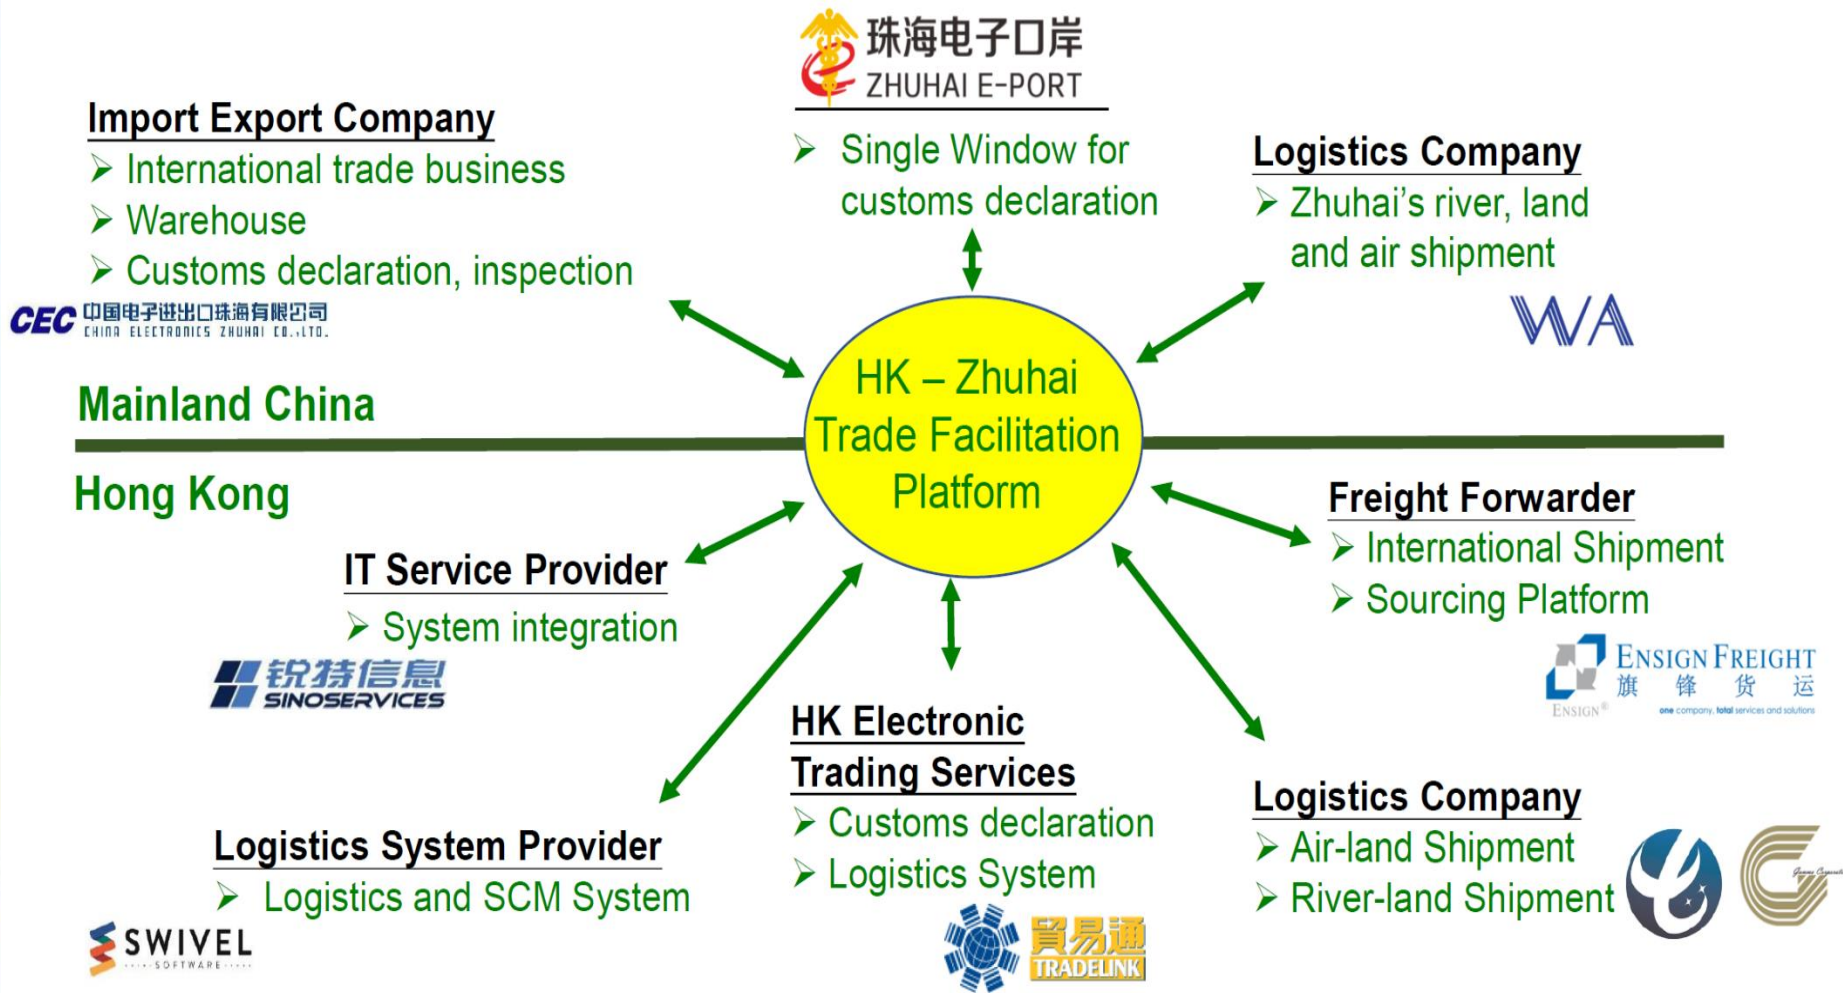 珠海电子口岸
ZHUHAI E-PORT
Import Export Company
➢ International trade business
➢ Warehouse
➢ Customs declaration, inspection
CEC 中国电子进出口珠海有限公司
CHINA ELECTRONICS ZHUHAI CO.,LTD.
➢ Single Window for
customs declaration
Logistics Company
➢ Zhuhai's river, land
and air shipment
WA
Mainland China
HK – Zhuhai
Trade Facilitation
Platform
Hong Kong
IT Service Provider
➢ System integration
锐特信息
SINOSERVICES
Freight Forwarder
➢ International Shipment
➢ Sourcing Platform
ENSIGN FREIGHT
旗 锋 货 运
ENSIGN®
one company, total services and solutions
Logistics System Provider
➢ Logistics and SCM System
SWIVEL
SOFTWARE
HK Electronic
Trading Services
➢ Customs declaration
➢ Logistics System
貿易通
TRADELINK
Logistics Company
➢ Air-land Shipment
➢ River-land Shipment